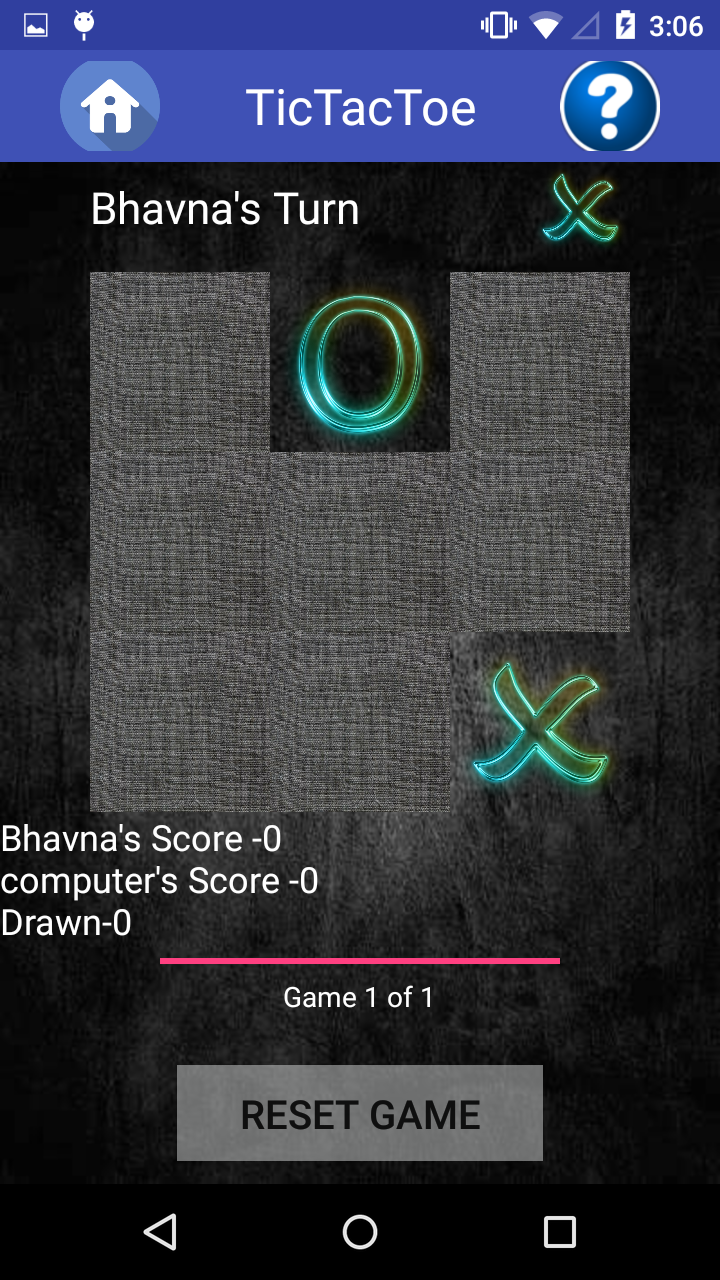 3:06
TicTacToe
Bhavna's Turn
X
O
X
Bhavna's Score -0
computer's Score -0
Drawn-0
Game 1 of 1
RESET GAME